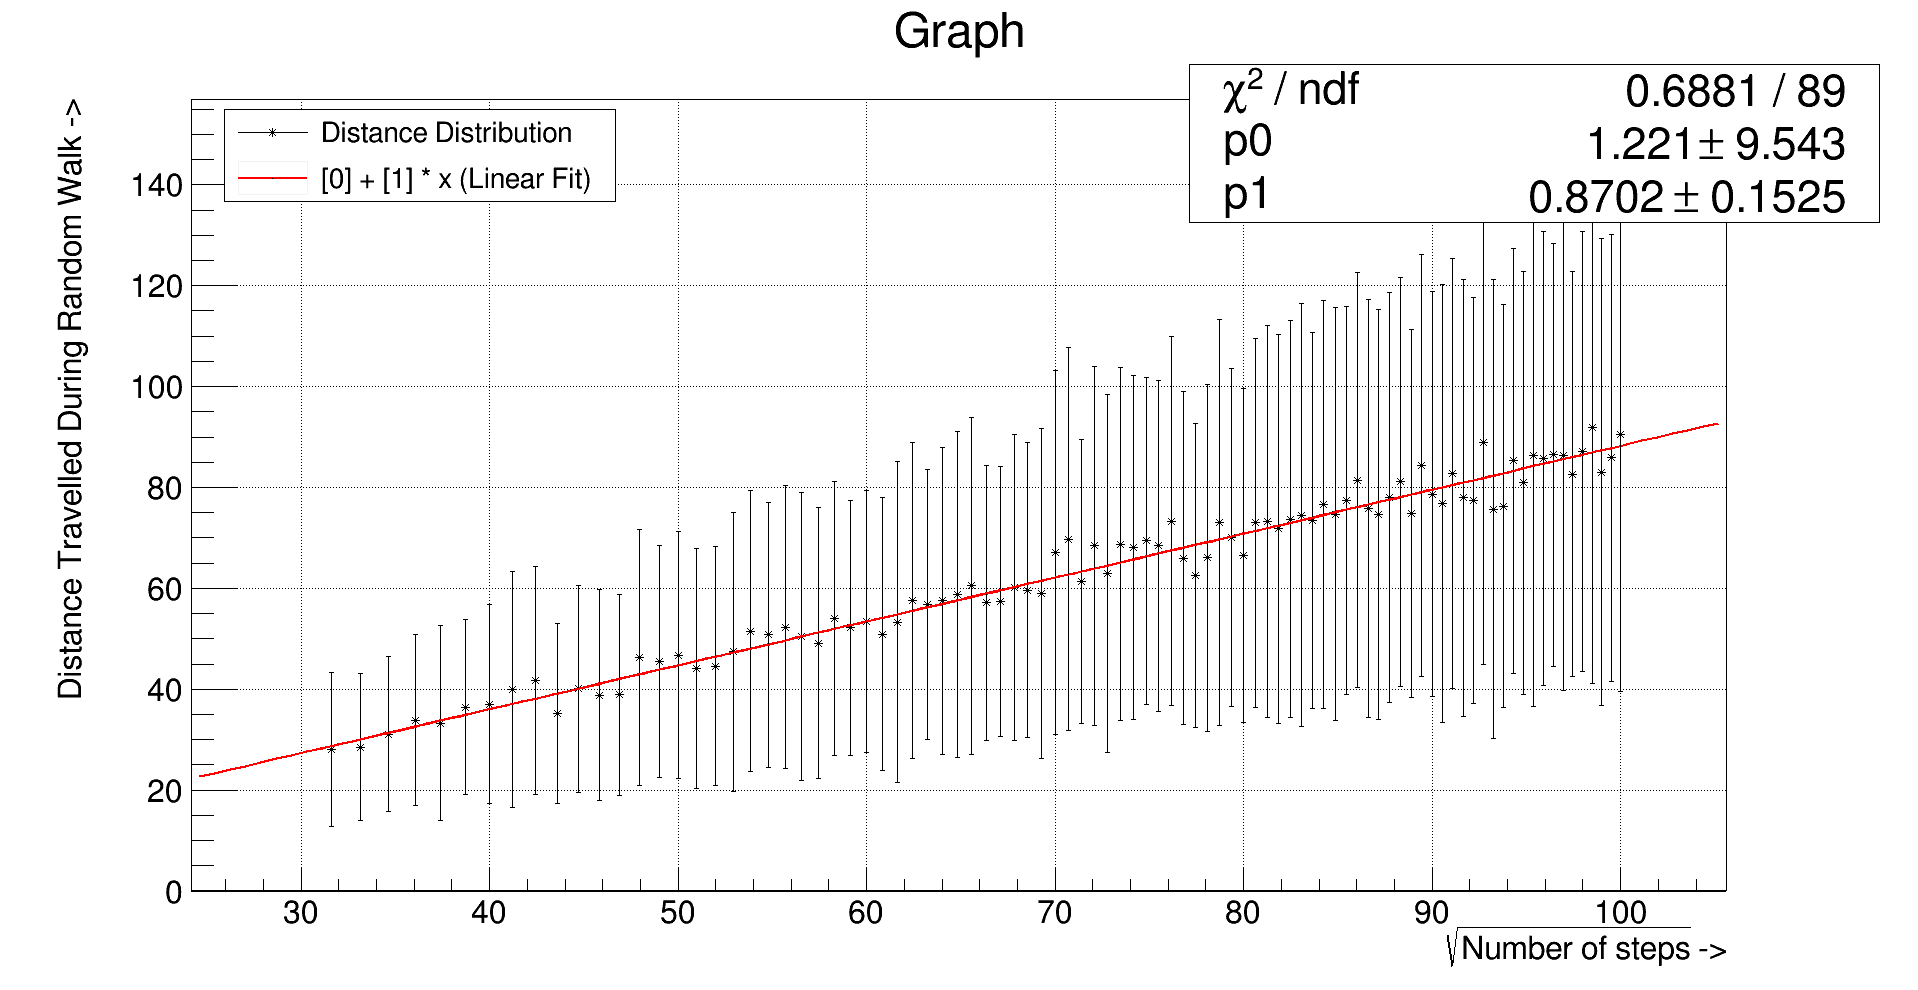 Graph
χ² / ndf 0.6881 / 89
p0 1.221 ± 9.543
p1 0.8702 ± 0.1525
Distance Distribution
[0] + [1] * x (Linear Fit)
Distance Travelled During Random Walk ->
140
120
100
80
60
40
20
0
30 40 50 60 70 80 90 100
√Number of steps ->